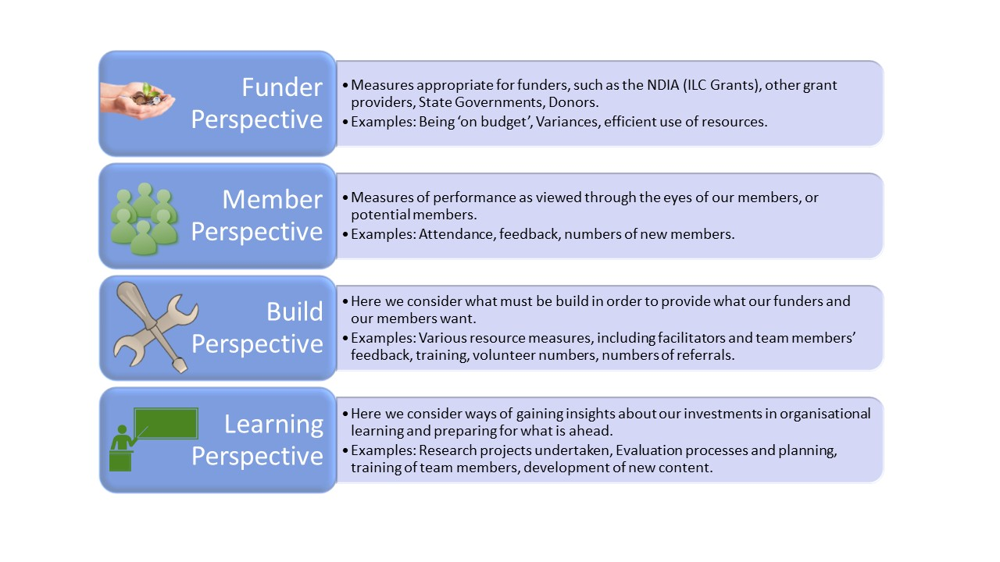 Funder
Perspective
• Measures appropriate for funders, such as the NDIA (ILC Grants), other grant
providers, State Governments, Donors.
• Examples: Being ‘on budget’, Variances, efficient use of resources.
Member
Perspective
• Measures of performance as viewed through the eyes of our members, or
potential members.
• Examples: Attendance, feedback, numbers of new members.
Build
Perspective
• Here we consider what must be build in order to provide what our funders and
our members want.
• Examples: Various resource measures, including facilitators and team members’
feedback, training, volunteer numbers, numbers of referrals.
Learning
Perspective
• Here we consider ways of gaining insights about our investments in organisational
learning and preparing for what is ahead.
• Examples: Research projects undertaken, Evaluation processes and planning,
training of team members, development of new content.